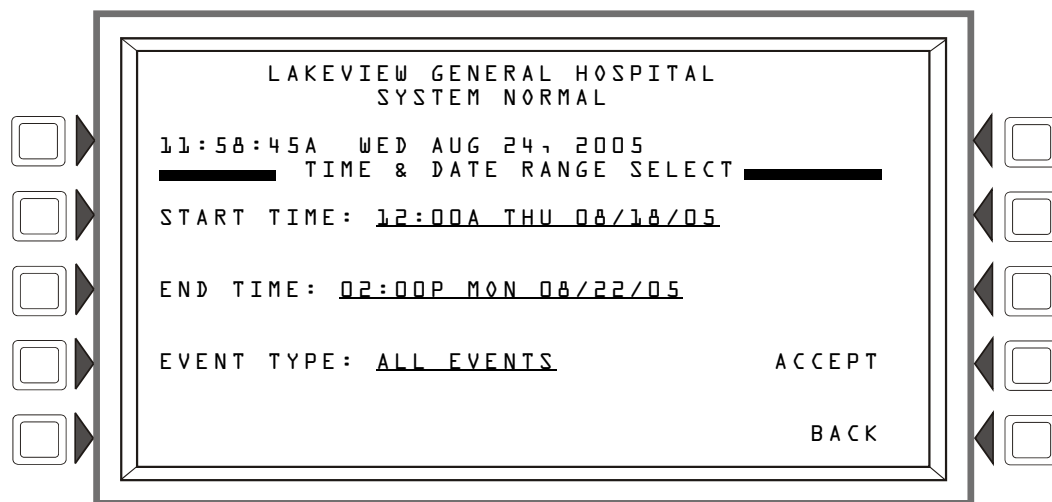 LAKEVIEW GENERAL HOSPITAL
SYSTEM NORMAL
11:58:45A WED AUG 24, 2005
TIME & DATE RANGE SELECT
START TIME: 12:00A THU 08/18/05
END TIME: 02:00P MON 08/22/05
EVENT TYPE: ALL EVENTS
ACCEPT
BACK